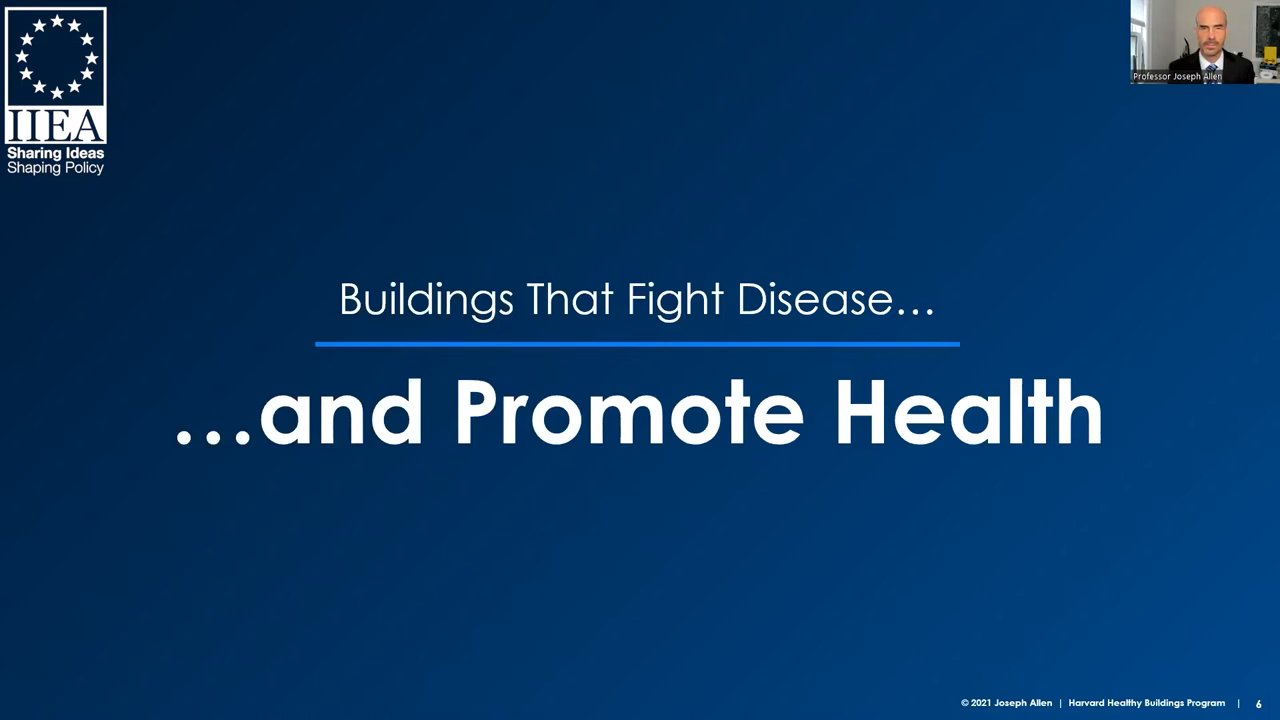 IIEA
Sharing Ideas
Shaping Policy
Professor Joseph Allen
Buildings That Fight Disease...
...and Promote Health
© 2021 Joseph Allen | Harvard Healthy Buildings Program | 6